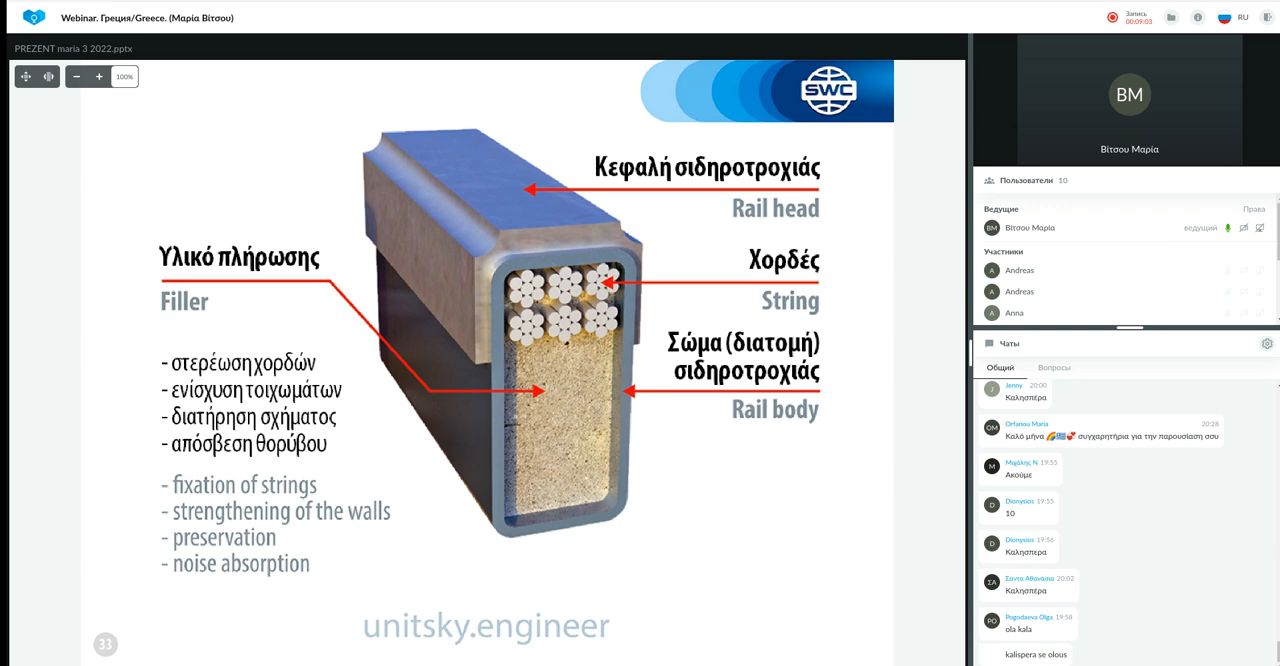 Webinar. Греция/Greece. (Марія Вітсou)
Запись
00:09:03
RU
PREZENT maria 3 2022.pptx
100%
SWC
Κεφαλή σιδηροτροχιάς
Rail head
Υλικό πλήρωσης
Filler
Χορδές
String
Σώμα (διατομή)
σιδηροτροχιάς
Rail body
- στερέωση χορδών
- ενίσχυση τοιχωμάτων
- διατήρηση σχήματος
- απόσβεση θορύβου
- fixation of strings
- strengthening of the walls
- preservation
- noise absorption
unitsky.engineer
33
BM
Βίτσου Μαρία
Пользователи 10
Ведущие
Права
BM
Βίτσου Μαρία
ведущий
Участники
A
Andreas
A
Andreas
A
Anna
Чаты
Общий
Вопросы
J
Jenny 20:00
Καλησπέρα
OM
Orfanou Maria 20:28
Καλό μήνα 🌈🇬🇷💞 συγχαρητήρια για την παρουσίαση σου
M
Μιχάλης Ν 19:55
Ακούμε
D
Dionysios 19:55
10
D
Dionysios 19:56
Καλησπερα
ΣΑ
Σαντα Αθανάσια 20:02
Καλησπέρα
PO
Pogodaeva Olga 19:58
ola kala
kalispera se olous